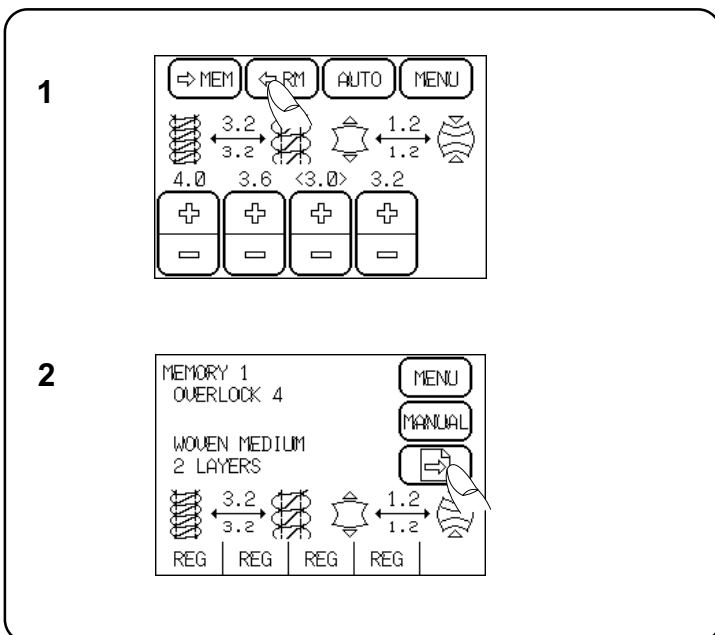 1
⇨ MEM ⇦ RM AUTO MENU
3.2 1.2
3.2 1.2
4.0 3.6 <3.0> 3.2
+ + + +
− − − −
2
MEMORY 1 MENU
OVERLOCK 4
MANUAL
WOVEN MEDIUM
2 LAYERS
3.2 1.2
3.2 1.2
REG REG REG REG